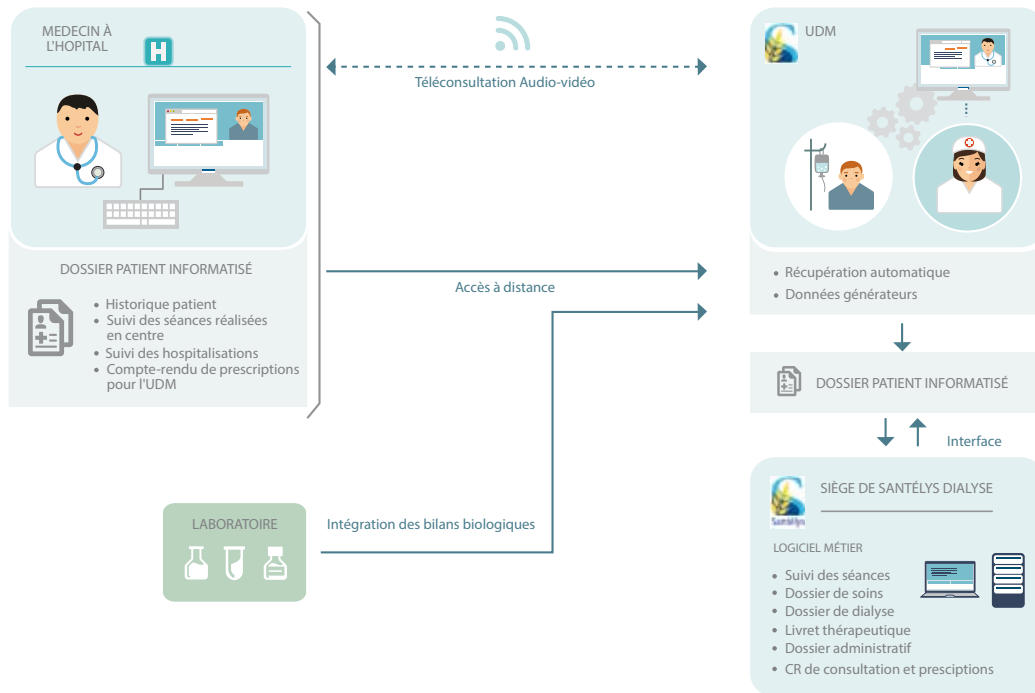 MEDECIN À
L'HOPITAL
H
Téléconsultation Audio-vidéo
UDM
DOSSIER PATIENT INFORMATISÉ
• Historique patient
• Suivi des séances réalisées
en centre
• Suivi des hospitalisations
• Compte-rendu de prescriptions
pour l'UDM
Accès à distance
• Récupération automatique
• Données générateurs
DOSSIER PATIENT INFORMATISÉ
Interface
LABORATOIRE
Intégration des bilans biologiques
Santélys
SIÈGE DE SANTÉLYS DIALYSE
LOGICIEL MÉTIER
• Suivi des séances
• Dossier de soins
• Dossier de dialyse
• Livret thérapeutique
• Dossier administratif
• CR de consultation et presciptions